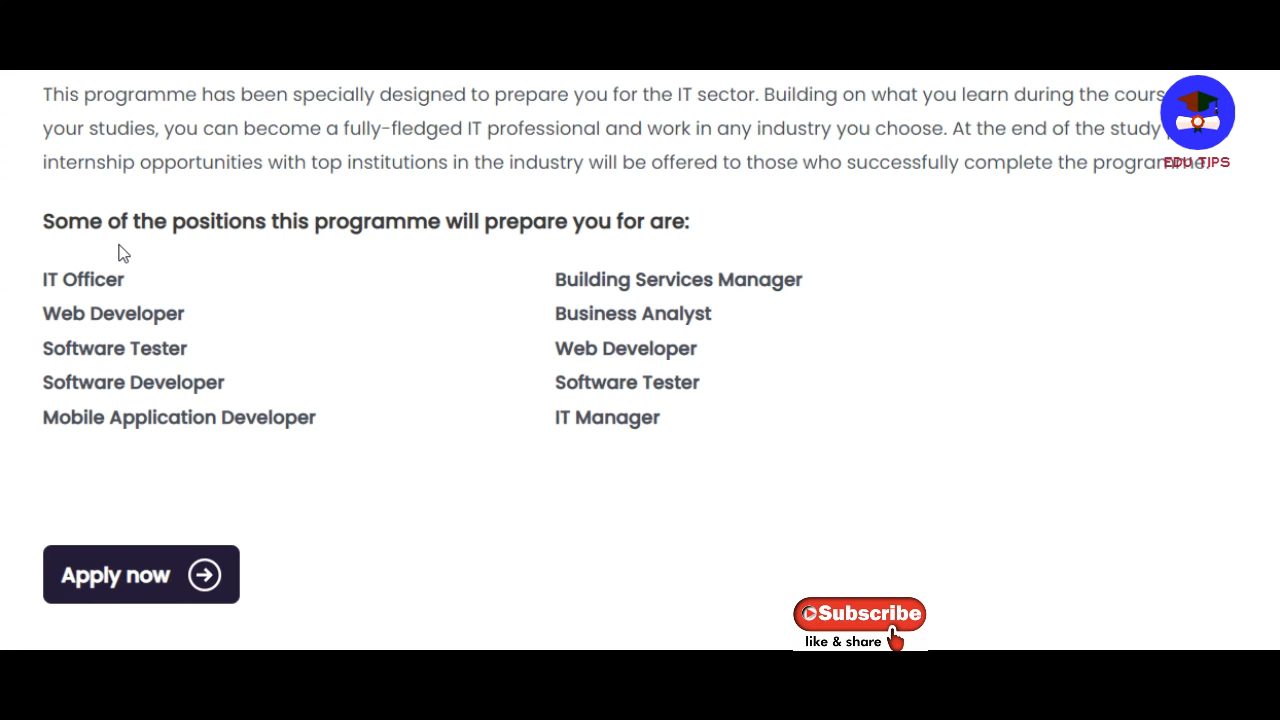 This programme has been specially designed to prepare you for the IT sector. Building on what you learn during the cours
your studies, you can become a fully-fledged IT professional and work in any industry you choose. At the end of the study
internship opportunities with top institutions in the industry will be offered to those who successfully complete the programme.
EDU TIPS
Some of the positions this programme will prepare you for are:
IT Officer
Web Developer
Software Tester
Software Developer
Mobile Application Developer
Building Services Manager
Business Analyst
Web Developer
Software Tester
IT Manager
Apply now
Subscribe
like & share